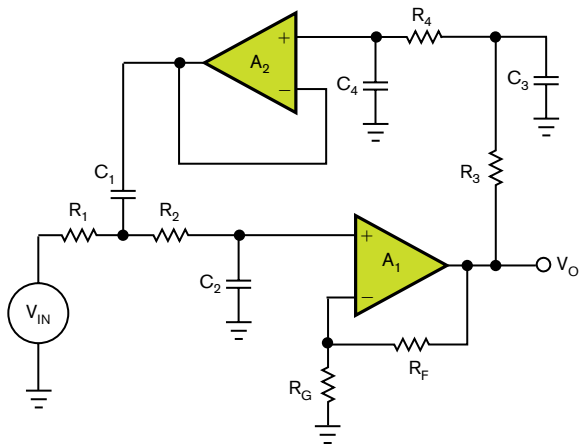 R4
+
A2
C4
C3
−
R3
C1
R1
R2
+
A1
VO
C2
−
VIN
RF
RG